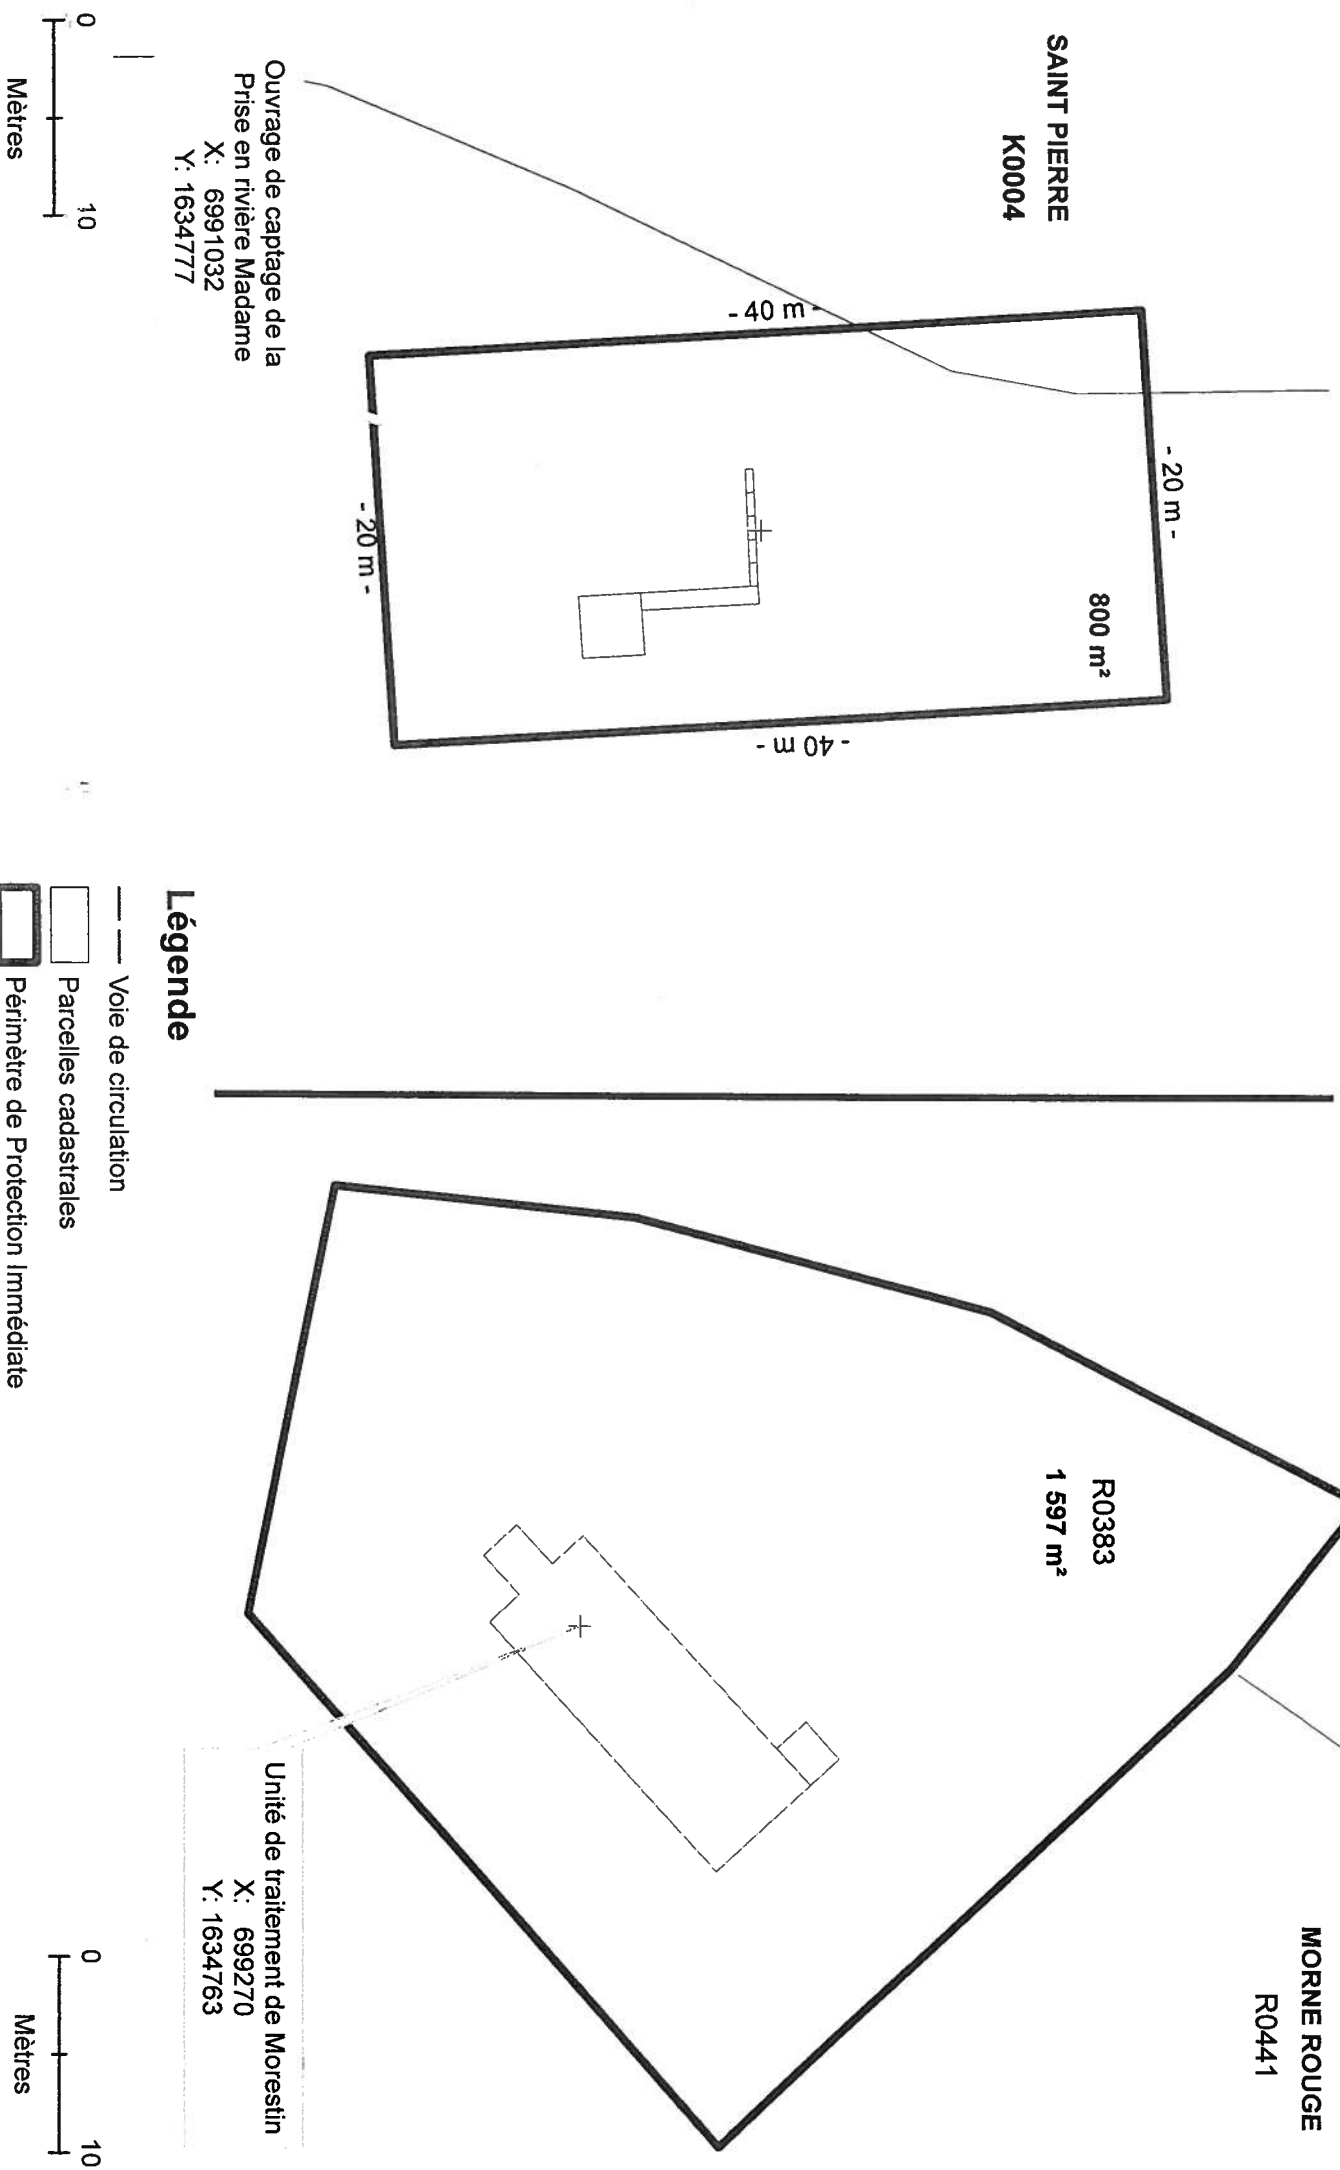 SAINT PIERRE
K0004
- 20 m -
800 m²
- 40 m -
- 40 m -
- 20 m -
Ouvrage de captage de la
Prise en rivière Madame
X: 6991032
Y: 1634777
0
10
Mètres
MORNE ROUGE
R0441
R0383
1 597 m²
Unité de traitement de Morestin
X: 699270
Y: 1634763
Légende
Voie de circulation
Parcelles cadastrales
Périmètre de Protection Immédiate
0
10
Mètres